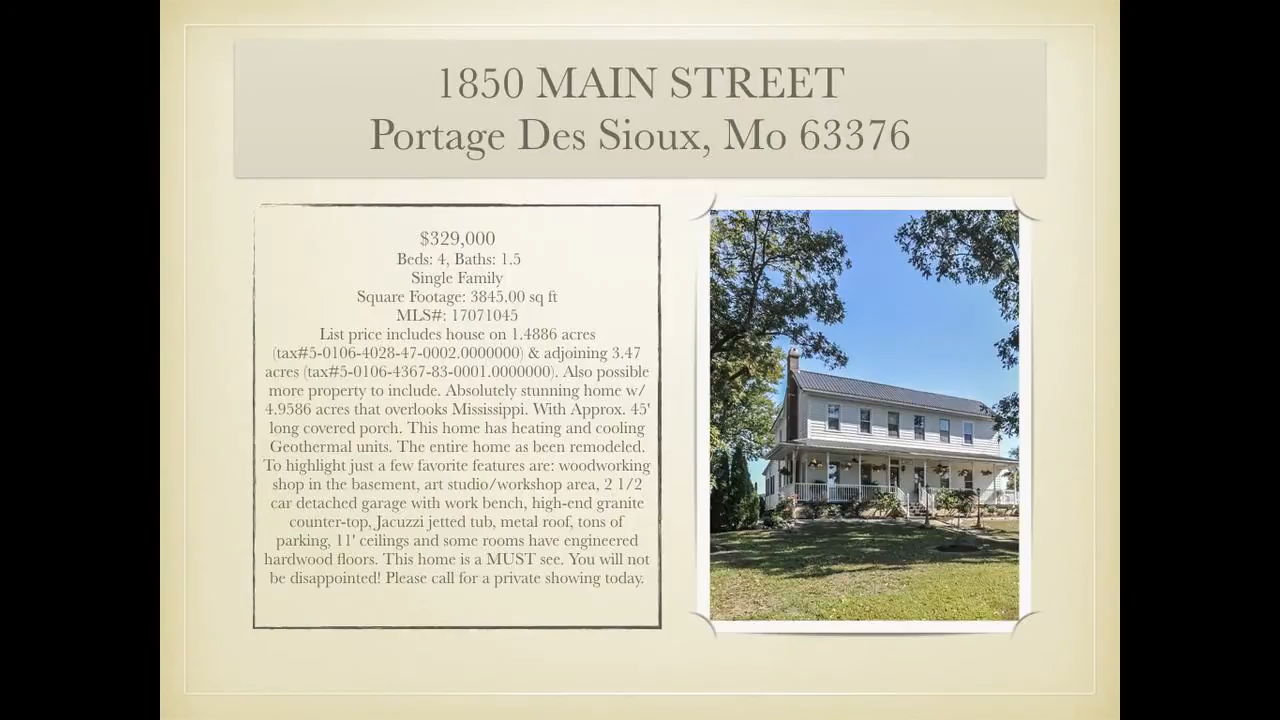 1850 MAIN STREET
Portage Des Sioux, Mo 63376
$329,000
Beds: 4, Baths: 1.5
Single Family
Square Footage: 3845.00 sq ft
MLS#: 17071045
List price includes house on 1.4886 acres
(tax#5-0106-4028-47-0002.0000000) & adjoining 3.47
acres (tax#5-0106-4367-83-0001.0000000). Also possible
more property to include. Absolutely stunning home w/
4.9586 acres that overlooks Mississippi. With Approx. 45'
long covered porch. This home has heating and cooling
Geothermal units. The entire home as been remodeled.
To highlight just a few favorite features are: woodworking
shop in the basement, art studio/workshop area, 2 1/2
car detached garage with work bench, high-end granite
counter-top, Jacuzzi jetted tub, metal roof, tons of
parking, 11' ceilings and some rooms have engineered
hardwood floors. This home is a MUST see. You will not
be disappointed! Please call for a private showing today.